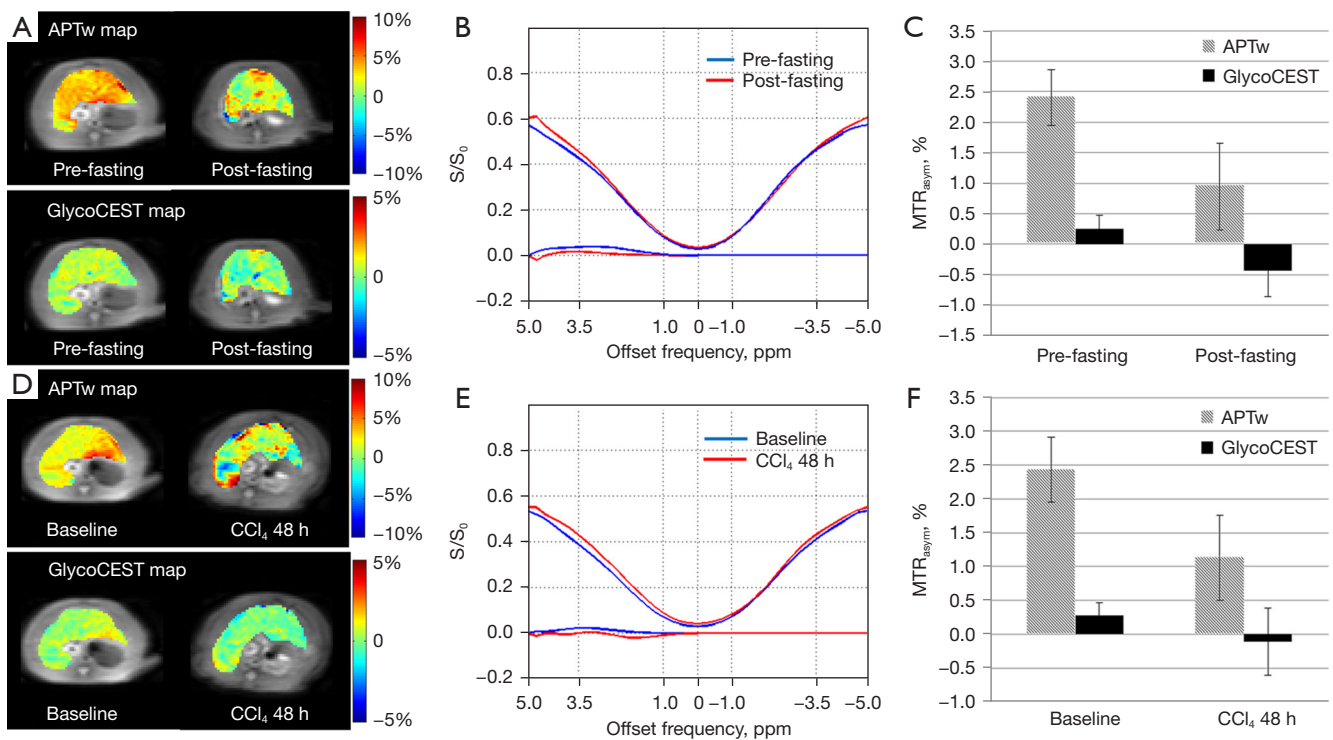 A
APTw map
10%
5%
0
−5%
−10%
Pre-fasting
Post-fasting
GlycoCEST map
5%
0
−5%
Pre-fasting
Post-fasting
B
Pre-fasting
Post-fasting
S/S0
0.8
0.6
0.4
0.2
0.0
−0.2
5.0 3.5 1.0 0 −1.0 −3.5 −5.0
Offset frequency, ppm
C
APTw
GlycoCEST
MTRasym, %
3.5
3.0
2.5
2.0
1.5
1.0
0.5
0.0
−0.5
−1.0
−1.5
Pre-fasting Post-fasting
D
APTw map
10%
5%
0
−5%
−10%
Baseline
CCl4 48 h
GlycoCEST map
5%
0
−5%
Baseline
CCl4 48 h
E
Baseline
CCl4 48 h
S/S0
0.8
0.6
0.4
0.2
0.0
−0.2
5.0 3.5 1.0 0 −1.0 −3.5 −5.0
Offset frequency, ppm
F
APTw
GlycoCEST
MTRasym, %
3.5
3.0
2.5
2.0
1.5
1.0
0.5
0.0
−0.5
−1.0
Baseline CCl4 48 h